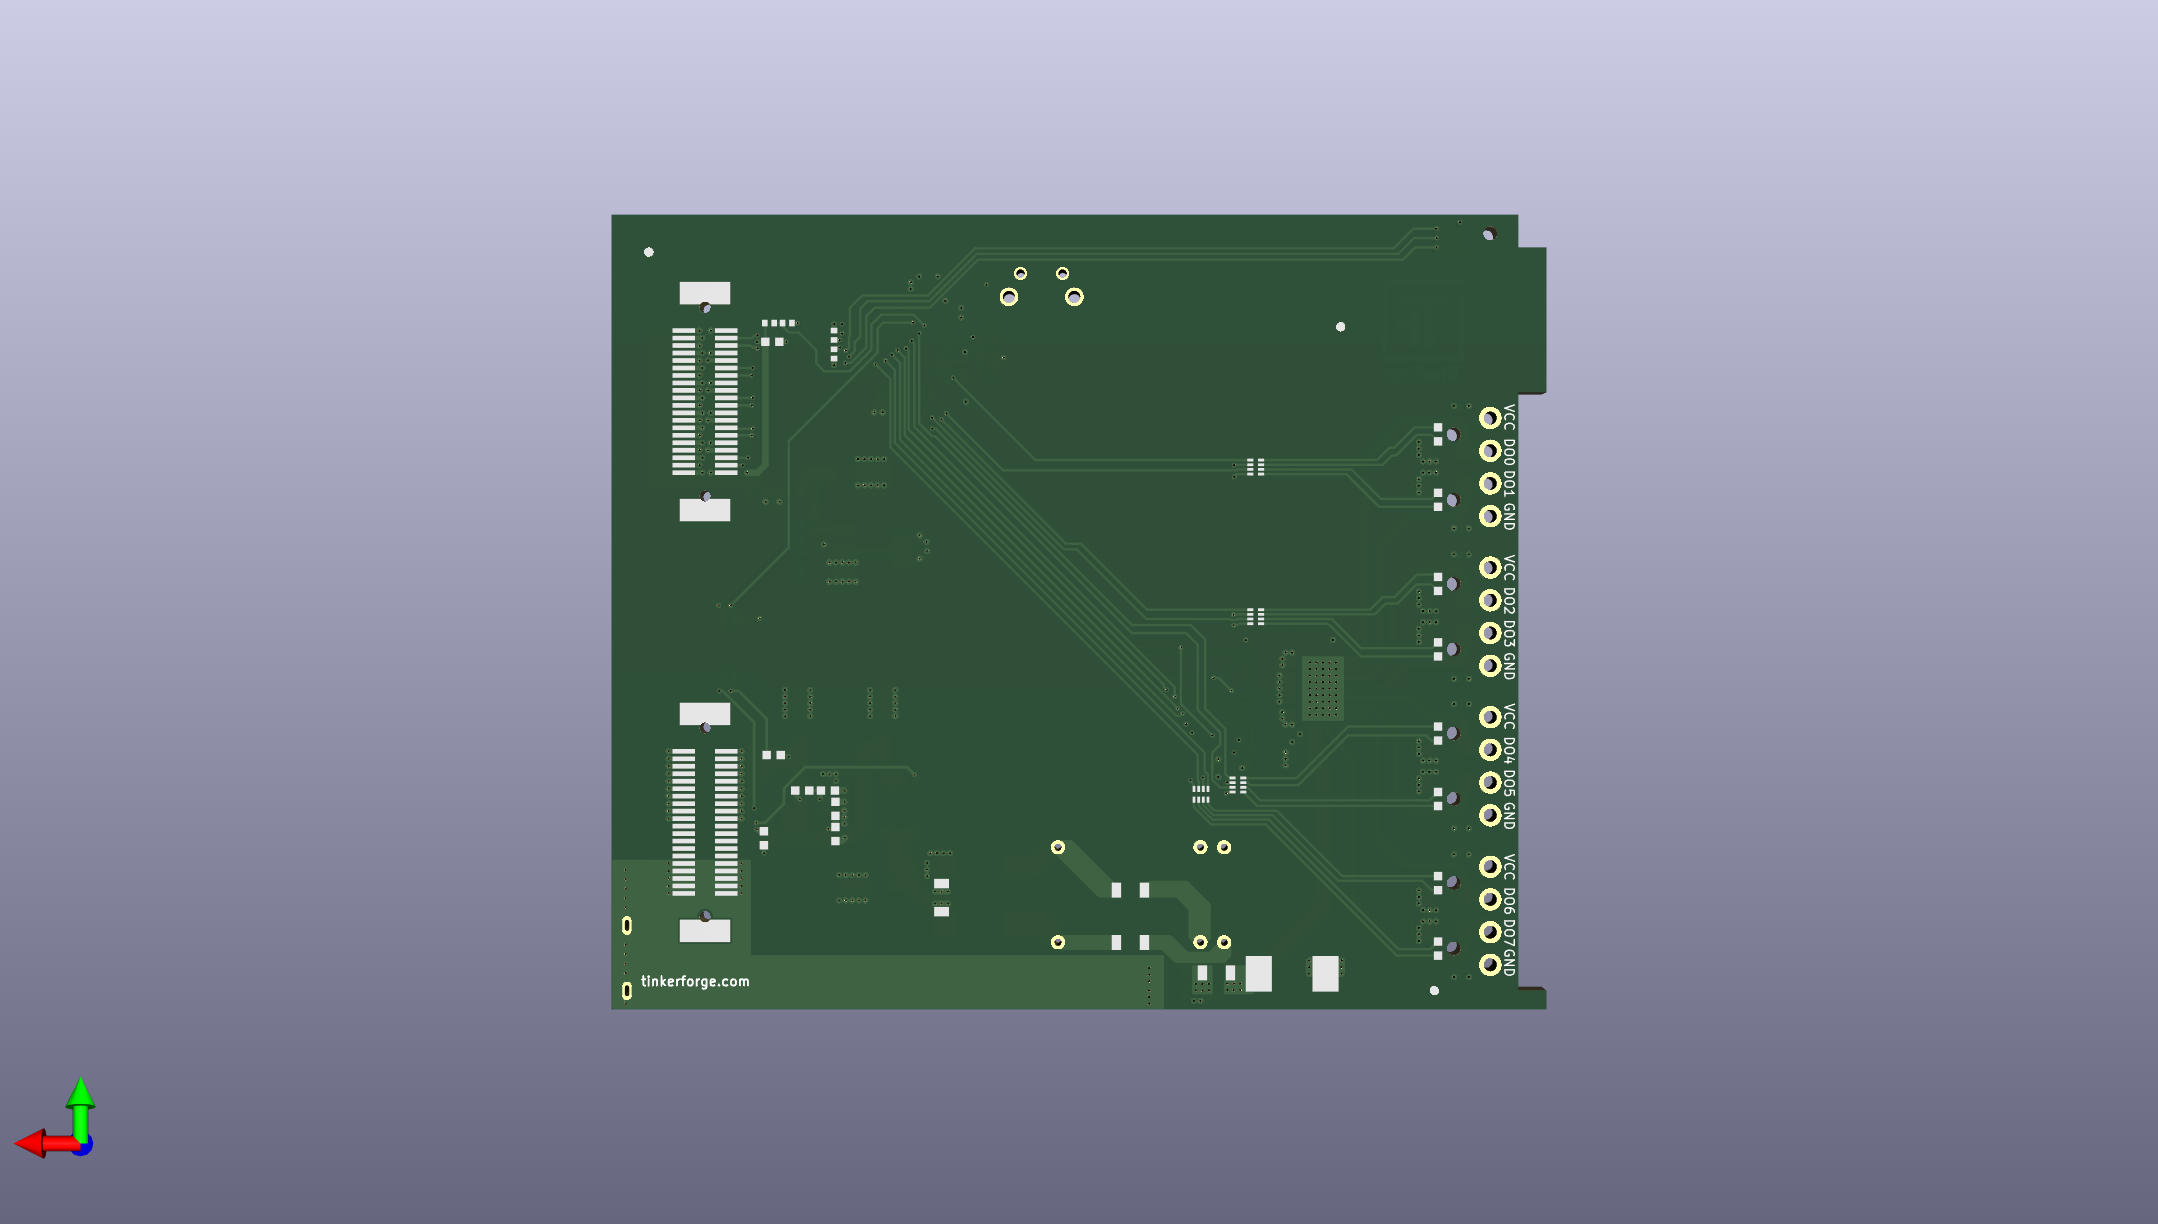 VCC DO0 DO1 GND
VCC DO2 DO3 GND
VCC DO4 DO5 GND
VCC DO6 DO7 GND
tinkerforge.com